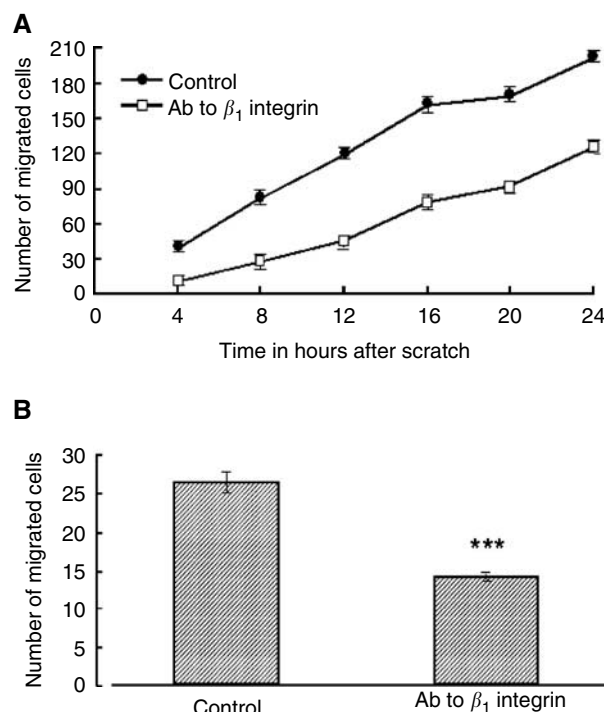 A
Number of migrated cells
210
180
150
120
90
60
30
0
Control
Ab to β1 integrin
0 4 8 12 16 20 24
Time in hours after scratch
B
Number of migrated cells
30
25
20
15
10
5
0
***
Control
Ab to β1 integrin